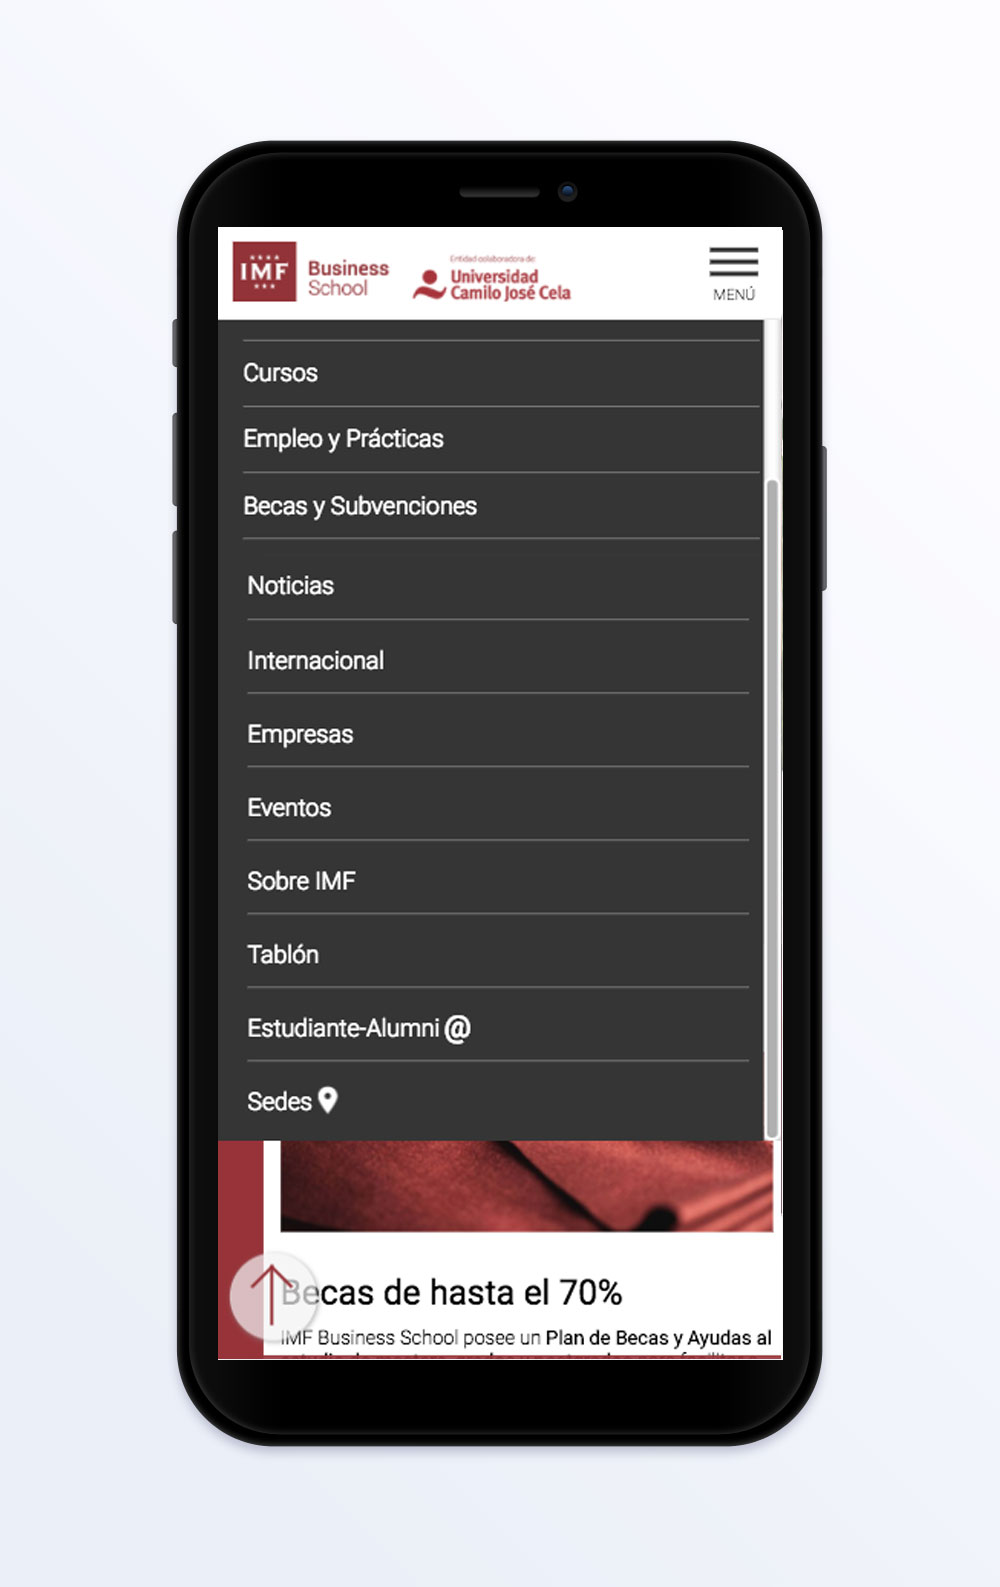 IMF
Business
School
Entidad colaboradora de:
Universidad
Camilo José Cela
MENÚ
Cursos
Empleo y Prácticas
Becas y Subvenciones
Noticias
Internacional
Empresas
Eventos
Sobre IMF
Tablón
Estudiante-Alumni @
Sedes
Becas de hasta el 70%
IMF Business School posee un Plan de Becas y Ayudas al